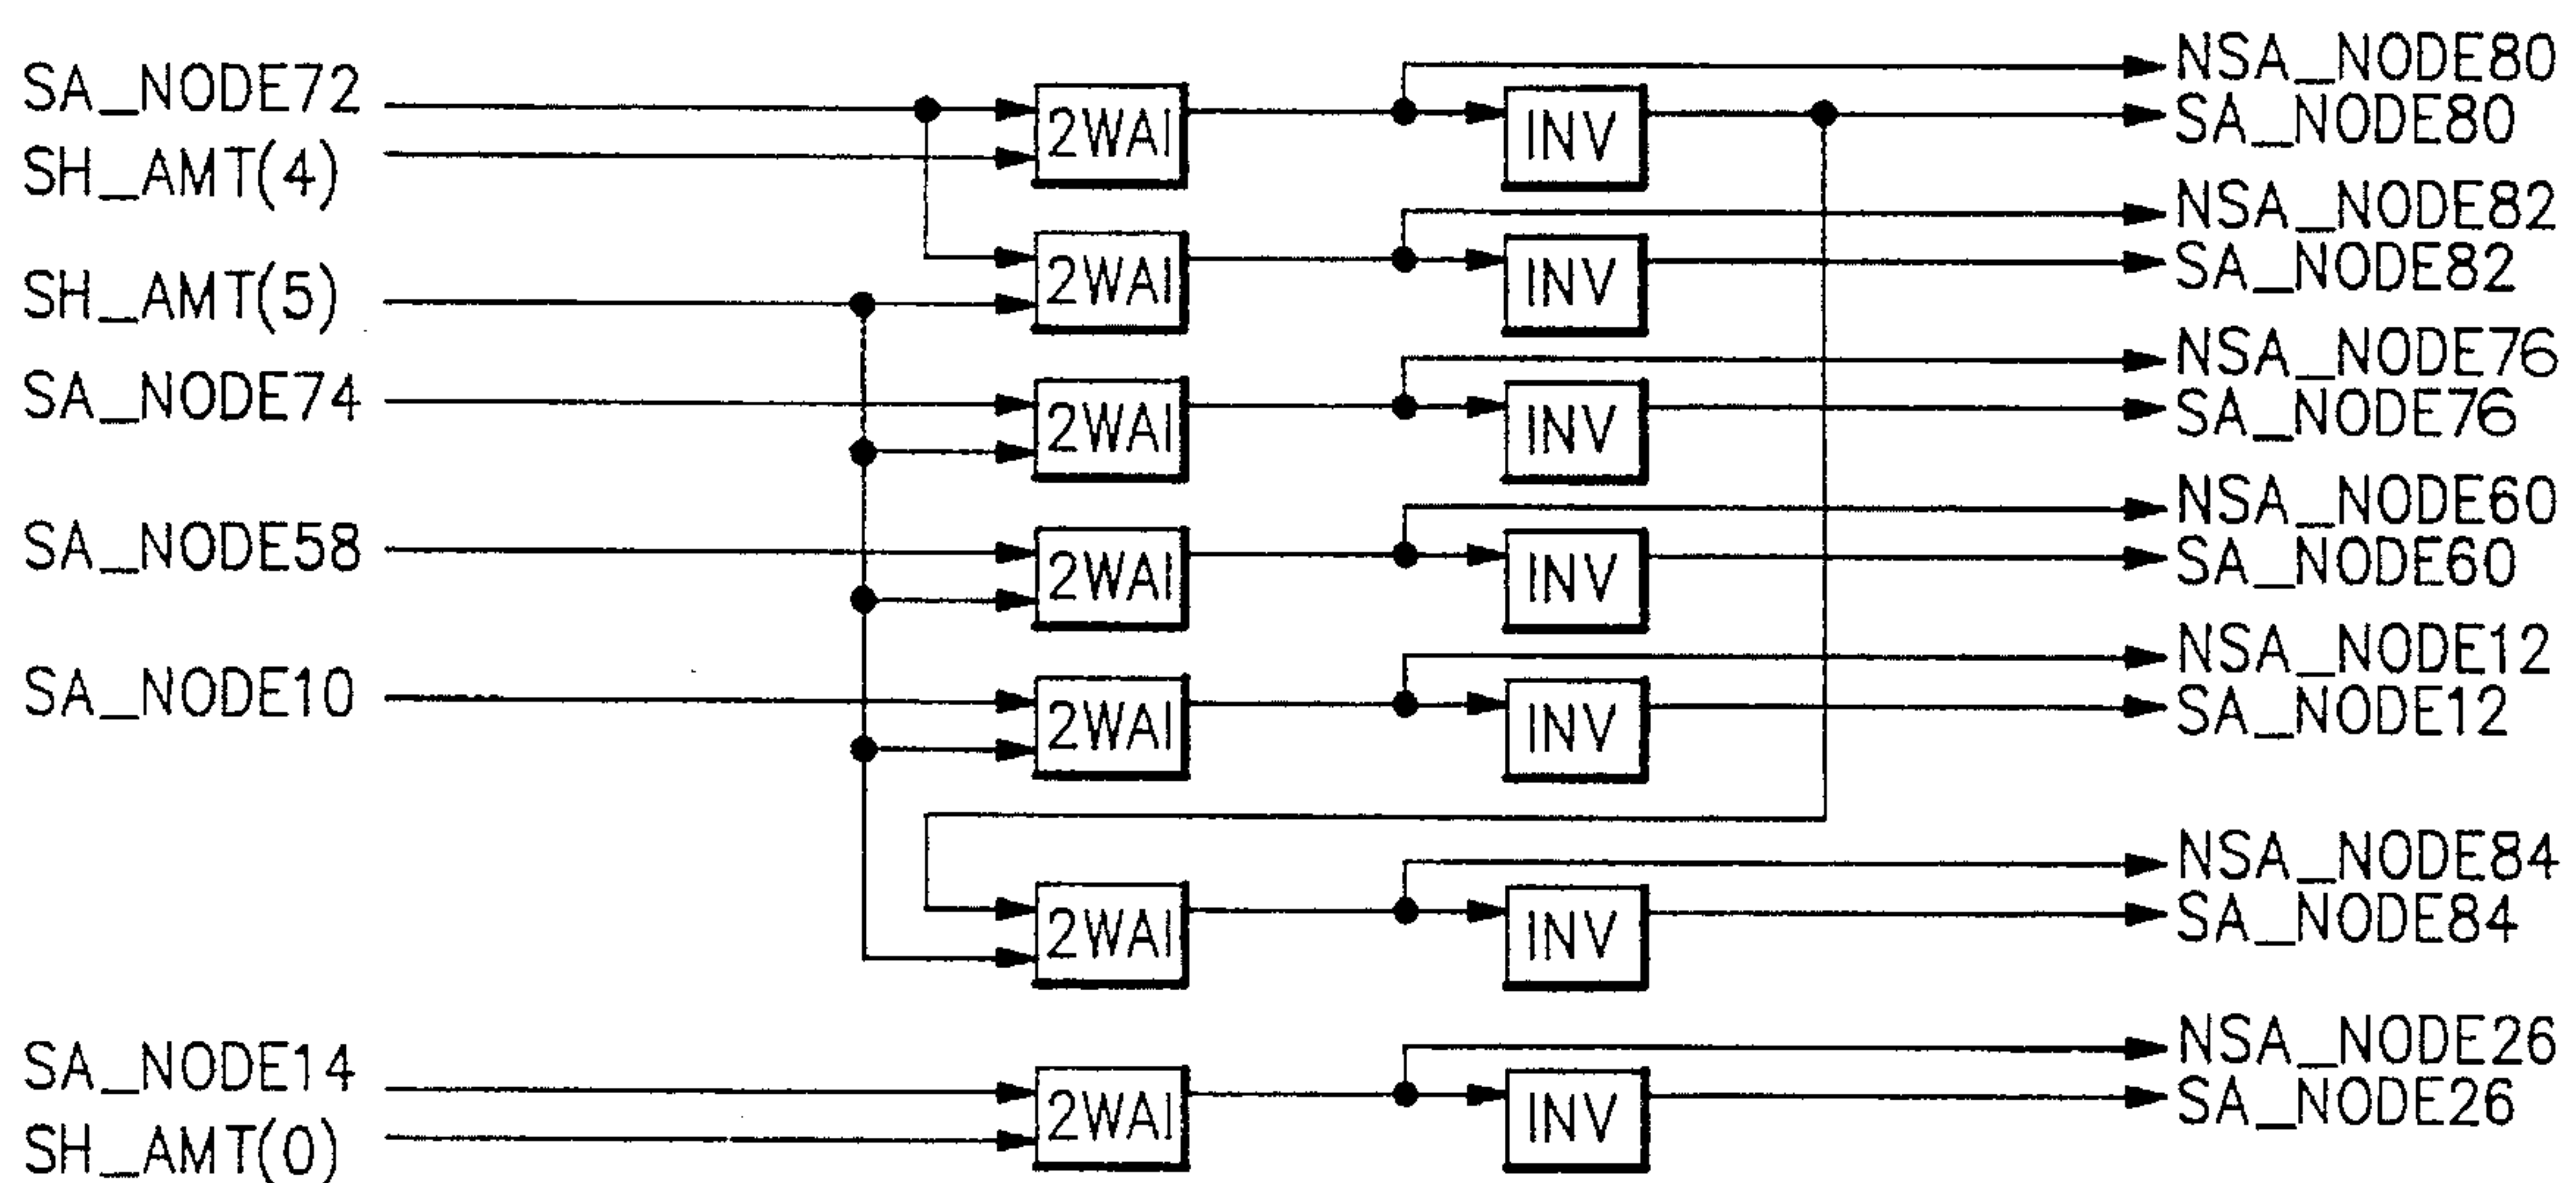 SA_NODE72
SH_AMT(4)
SH_AMT(5)
SA_NODE74
SA_NODE58
SA_NODE10
SA_NODE14
SH_AMT(0)
2WAI
2WAI
2WAI
2WAI
2WAI
2WAI
2WAI
INV
INV
INV
INV
INV
INV
INV
NSA_NODE80
SA_NODE80
NSA_NODE82
SA_NODE82
NSA_NODE76
SA_NODE76
NSA_NODE60
SA_NODE60
NSA_NODE12
SA_NODE12
NSA_NODE84
SA_NODE84
NSA_NODE26
SA_NODE26